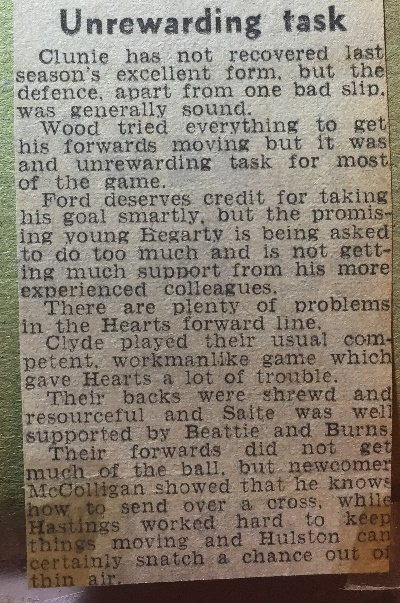 Unrewarding task
Clunie has not recovered last
season's excellent form, but the
defence, apart from one bad slip,
was generally sound.
Wood tried everything to get
his forwards moving but it was
and unrewarding task for most
of the game.
Ford deserves credit for taking
his goal smartly, but the promis-
ing young Hegarty is being asked
to do too much and is not gett-
ing much support from his more
experienced colleagues.
There are plenty of problems
in the Hearts forward line.
Clyde played their usual com-
petent, workmanlike game which
gave Hearts a lot of trouble.
Their backs were shrewd and
resourceful and Saite was well
supported by Beattie and Burns.
Their forwards did not get
much of the ball, but newcomer
McColligan showed that he knows
how to send over a cross, while
Hastings worked hard to keep
things moving and Hulston can
certainly snatch a chance out of
thin air.